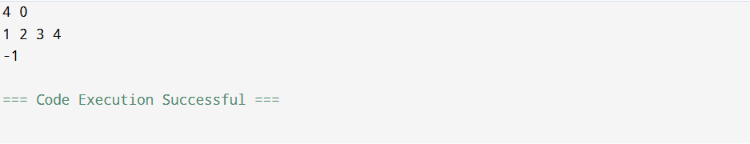 4 0
1 2 3 4
-1
=== Code Execution Successful ===